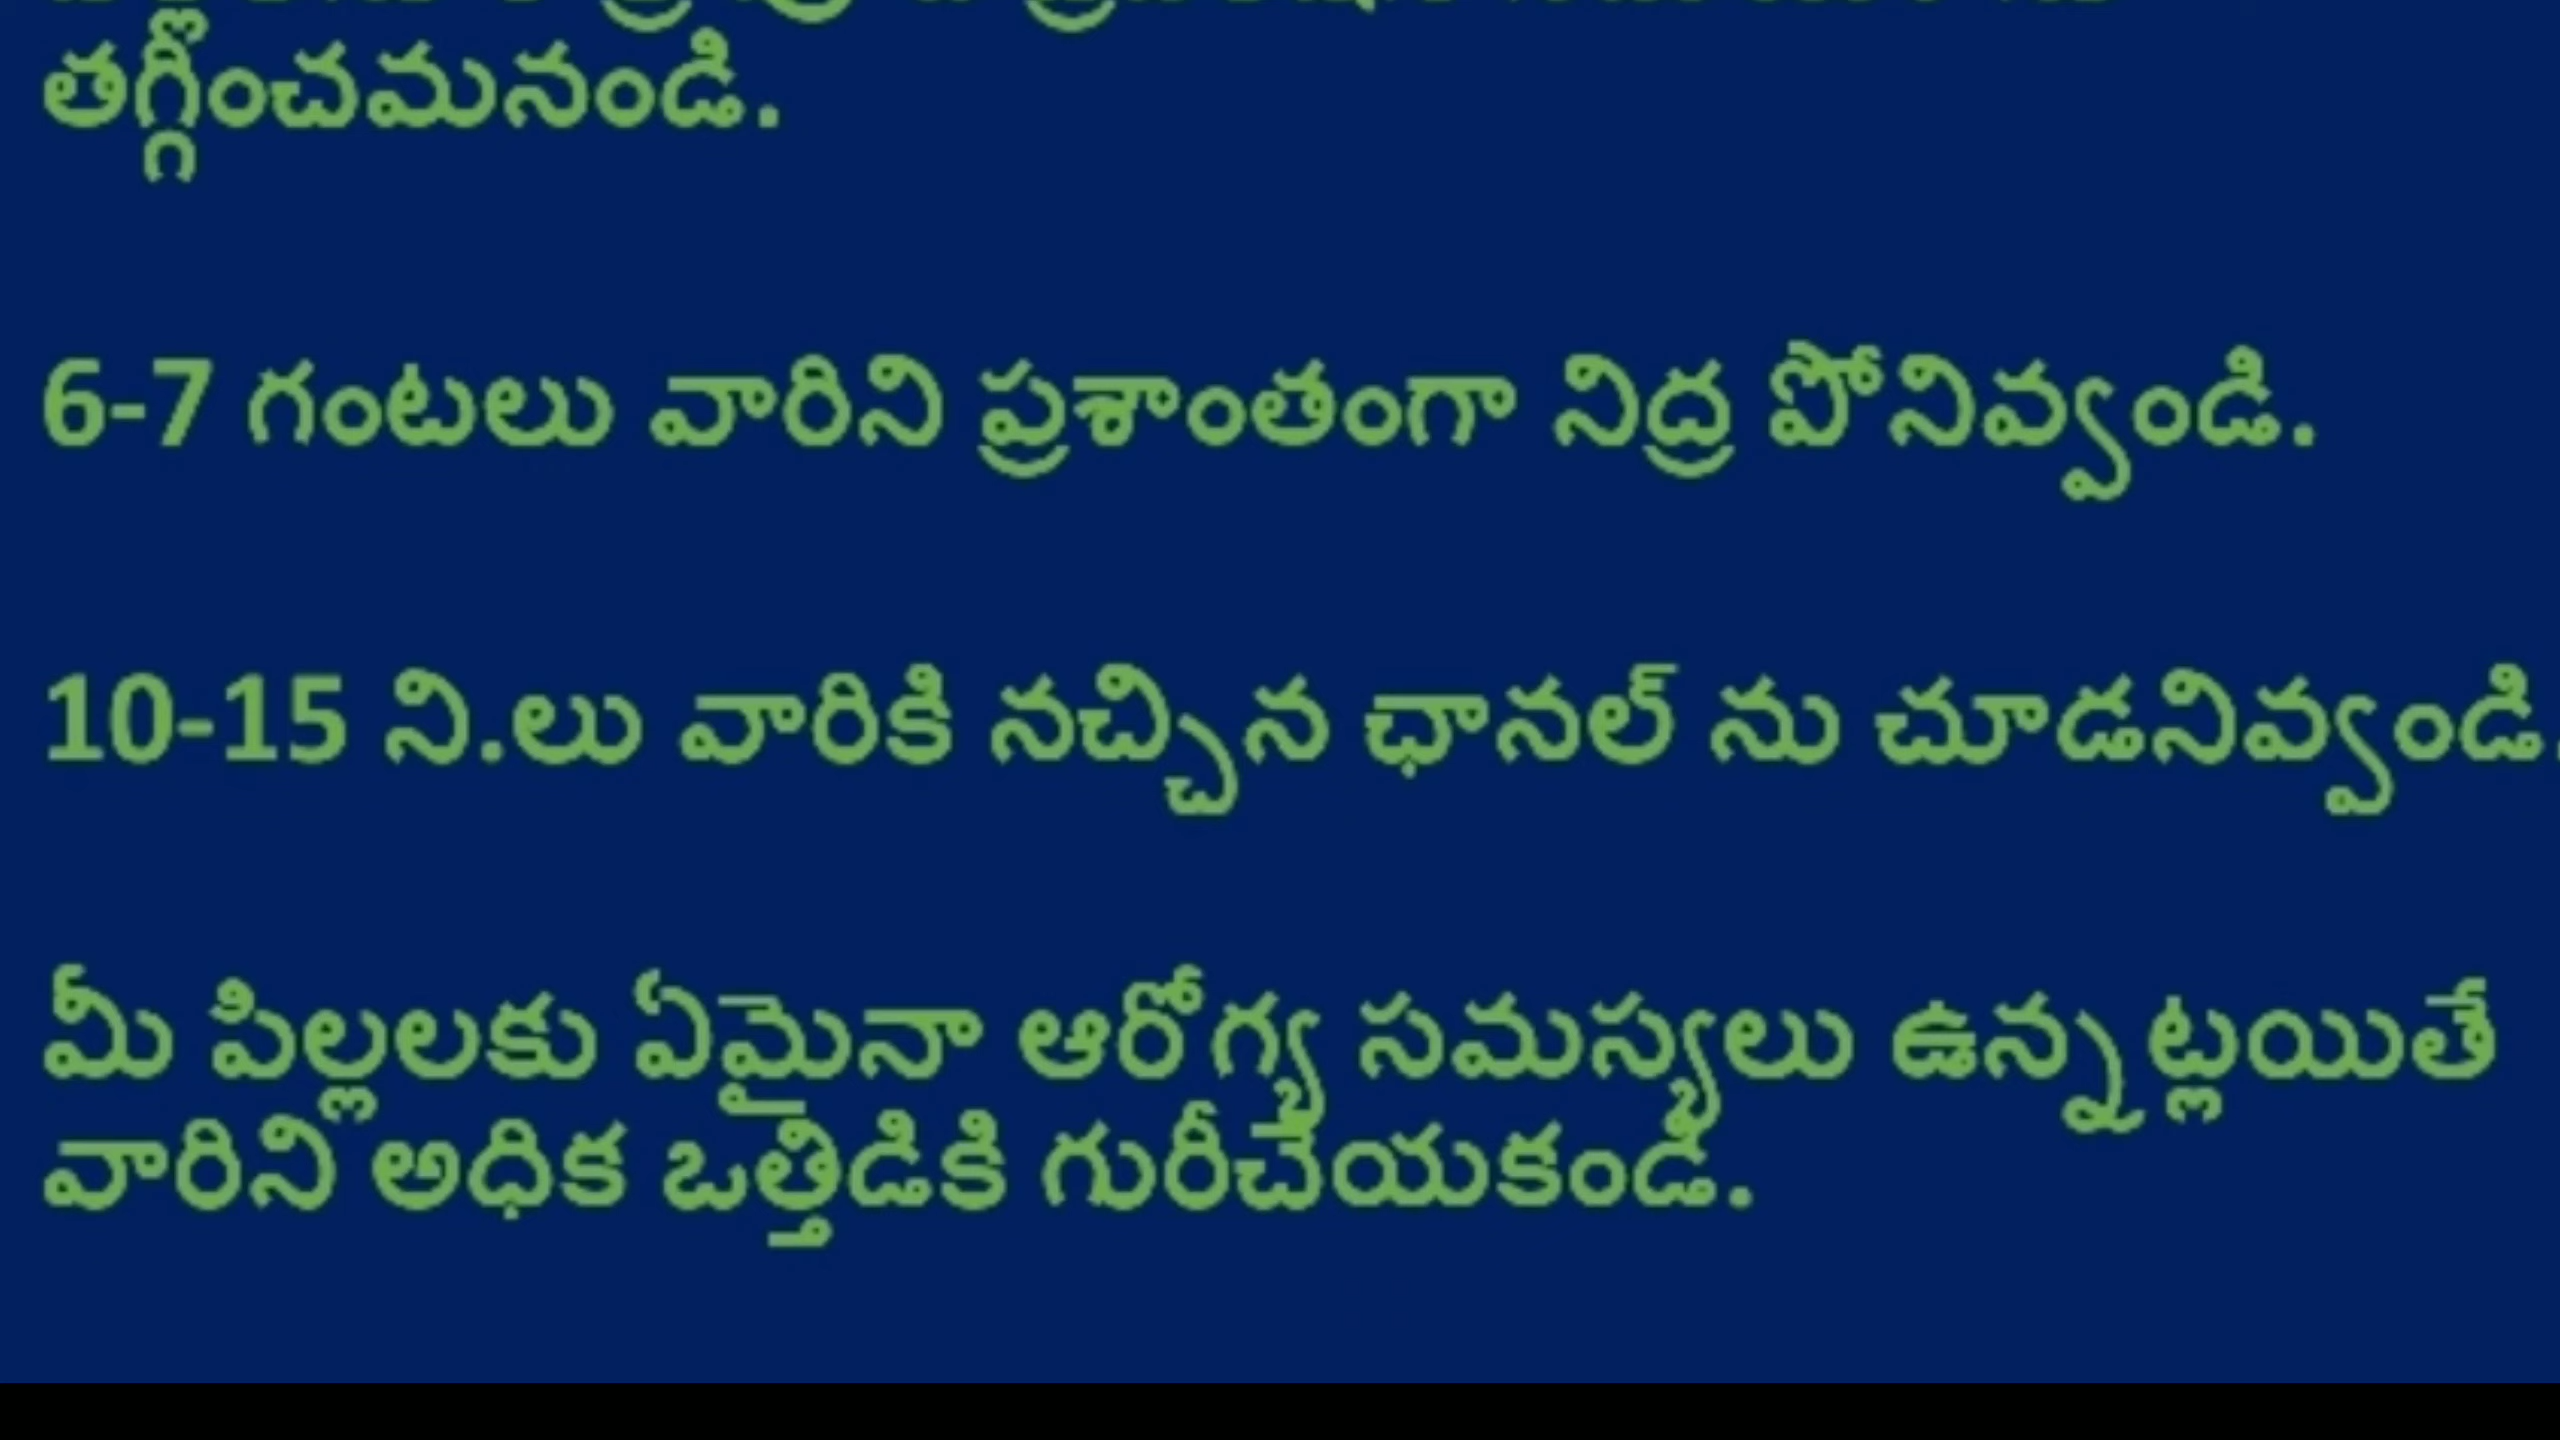 తగ్గించమనండి.
6-7 గంటలు వారిని ప్రశాంతంగా నిద్ర పోనివ్వండి.
10-15 ని.లు వారికి నచ్చిన ఛానల్ ను చూడనివ్వండి.
మీ పిల్లలకు ఏమైనా ఆరోగ్య సమస్యలు ఉన్నట్లయితే
వారిని అధిక ఒత్తిడికి గురిచేయకండి.